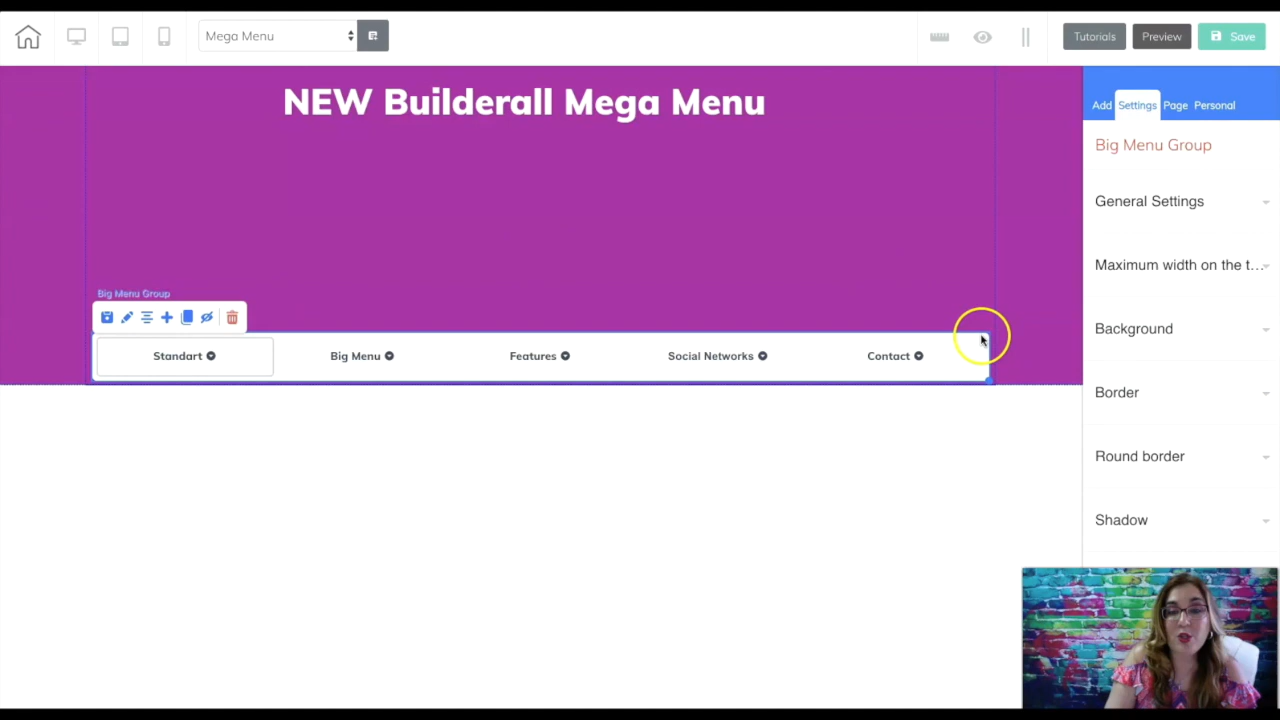 Mega Menu
Tutorials
Preview
Save
NEW Builderall Mega Menu
Add Settings Page Personal
Big Menu Group
General Settings
Maximum width on the t...
Background
Border
Round border
Shadow
Big Menu Group
Standart
Big Menu
Features
Social Networks
Contact